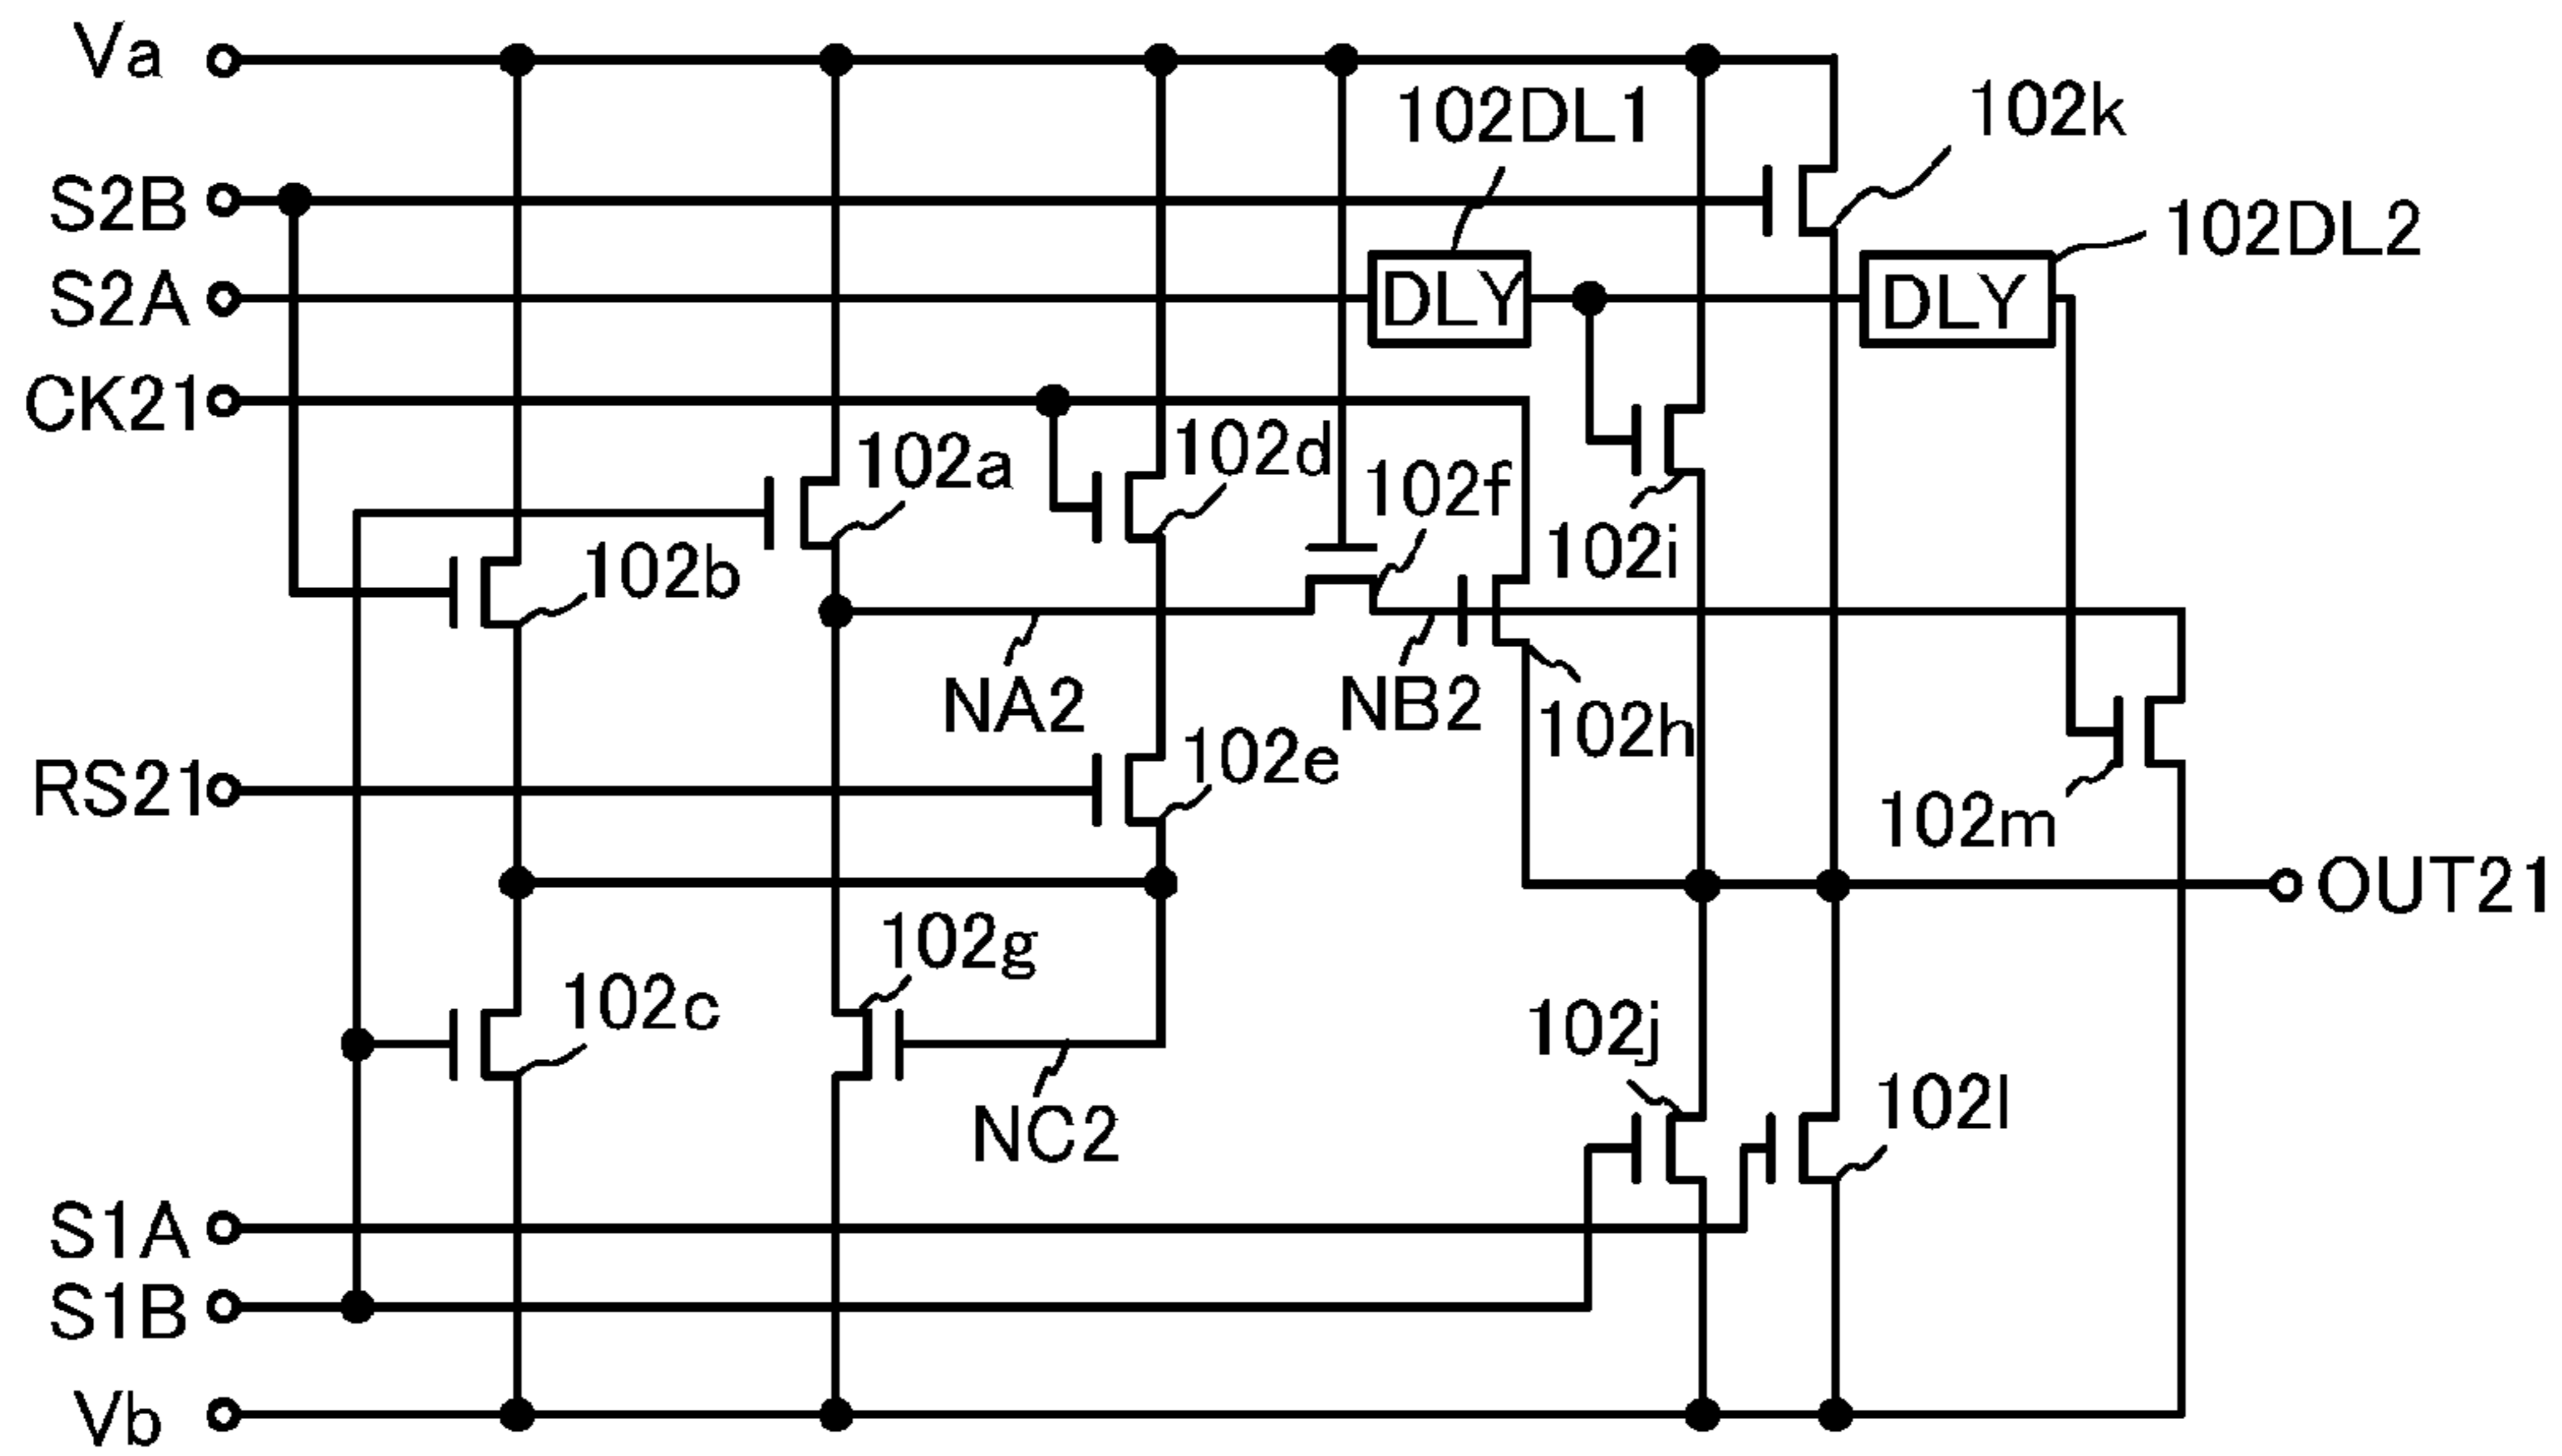 Va
102DL1
102k
S2B
102DL2
S2A
DLY
DLY
CK21
102a
102d
102f
102i
102b
NA2
NB2
102h
RS21
102e
102m
OUT21
102g
102c
102j
102l
NC2
S1A
S1B
Vb